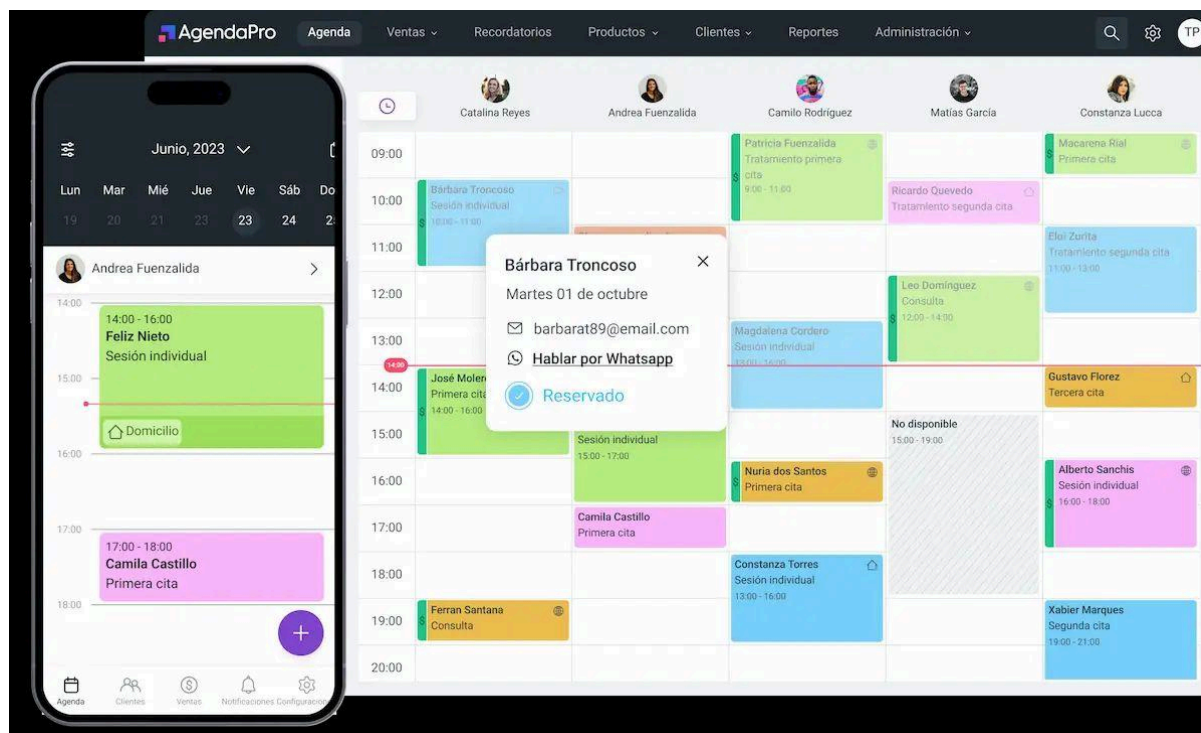 AgendaPro
Agenda
Ventas
Recordatorios
Productos
Clientes
Reportes
Administración
TP
Catalina Reyes
Andrea Fuenzalida
Camilo Rodríguez
Matías García
Constanza Lucca
09:00
10:00
11:00
12:00
13:00
14:00
14:00
15:00
16:00
17:00
18:00
19:00
20:00
Bárbara Troncoso
Sesión individual
10:00 - 11:00
José
Primera cita
14:00 - 16:00
Ferran Santana
Consulta
Sesión individual
15:00 - 17:00
Camila Castillo
Primera cita
Patricia Fuenzalida
Tratamiento primera
cita
9:00 - 11:00
Magdalena Cordero
Sesión individual
13:00 - 16:00
Nuria dos Santos
Primera cita
Constanza Torres
Sesión individual
13:00 - 16:00
Ricardo Quevedo
Tratamiento segunda cita
Leo Dominguez
Consulta
12:00 - 14:00
No disponible
15:00 - 19:00
Macarena Rial
Primera cita
Eloi Zurita
Tratamiento segunda cita
11:00 - 13:00
Gustavo Florez
Tercera cita
Alberto Sanchis
Sesión individual
16:00 - 18:00
Xabier Marques
Segunda cita
19:00 - 21:00
Bárbara Troncoso
Martes 01 de octubre
barbarat89@email.com
Hablar por Whatsapp
Reservado
Junio, 2023
Lun Mar Mié Jue Vie Sáb Do
19 20 21 23 23 24
Andrea Fuenzalida
14:00
14:00 - 16:00
Feliz Nieto
Sesión individual
15:00
Domicilio
16:00
17:00
17:00 - 18:00
Camila Castillo
Primera cita
18:00
Agenda
Clientes
Ventas
Notificaciones